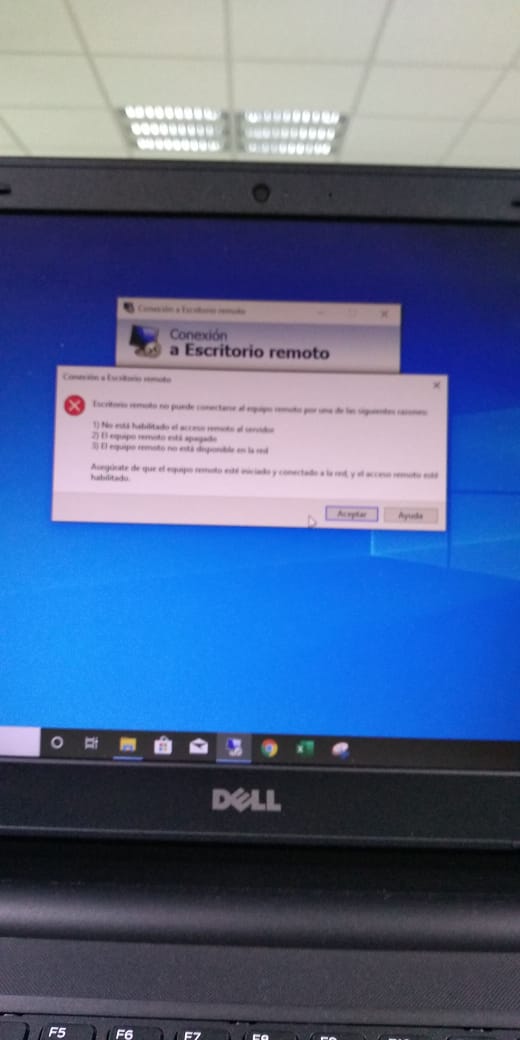 Conexión a Escritorio remoto
Conexión
a Escritorio remoto
Conexión a Escritorio remoto
Escritorio remoto no puede conectarse al equipo remoto por una de las siguientes razones:
1) No está habilitado el acceso remoto al servidor
2) El equipo remoto está apagado
3) El equipo remoto no está disponible en la red
Asegúrate de que el equipo remoto esté iniciado y conectado a la red, y el acceso remoto esté
habilitado.
Aceptar
Ayuda
DELL
F5
F6
F7
F8